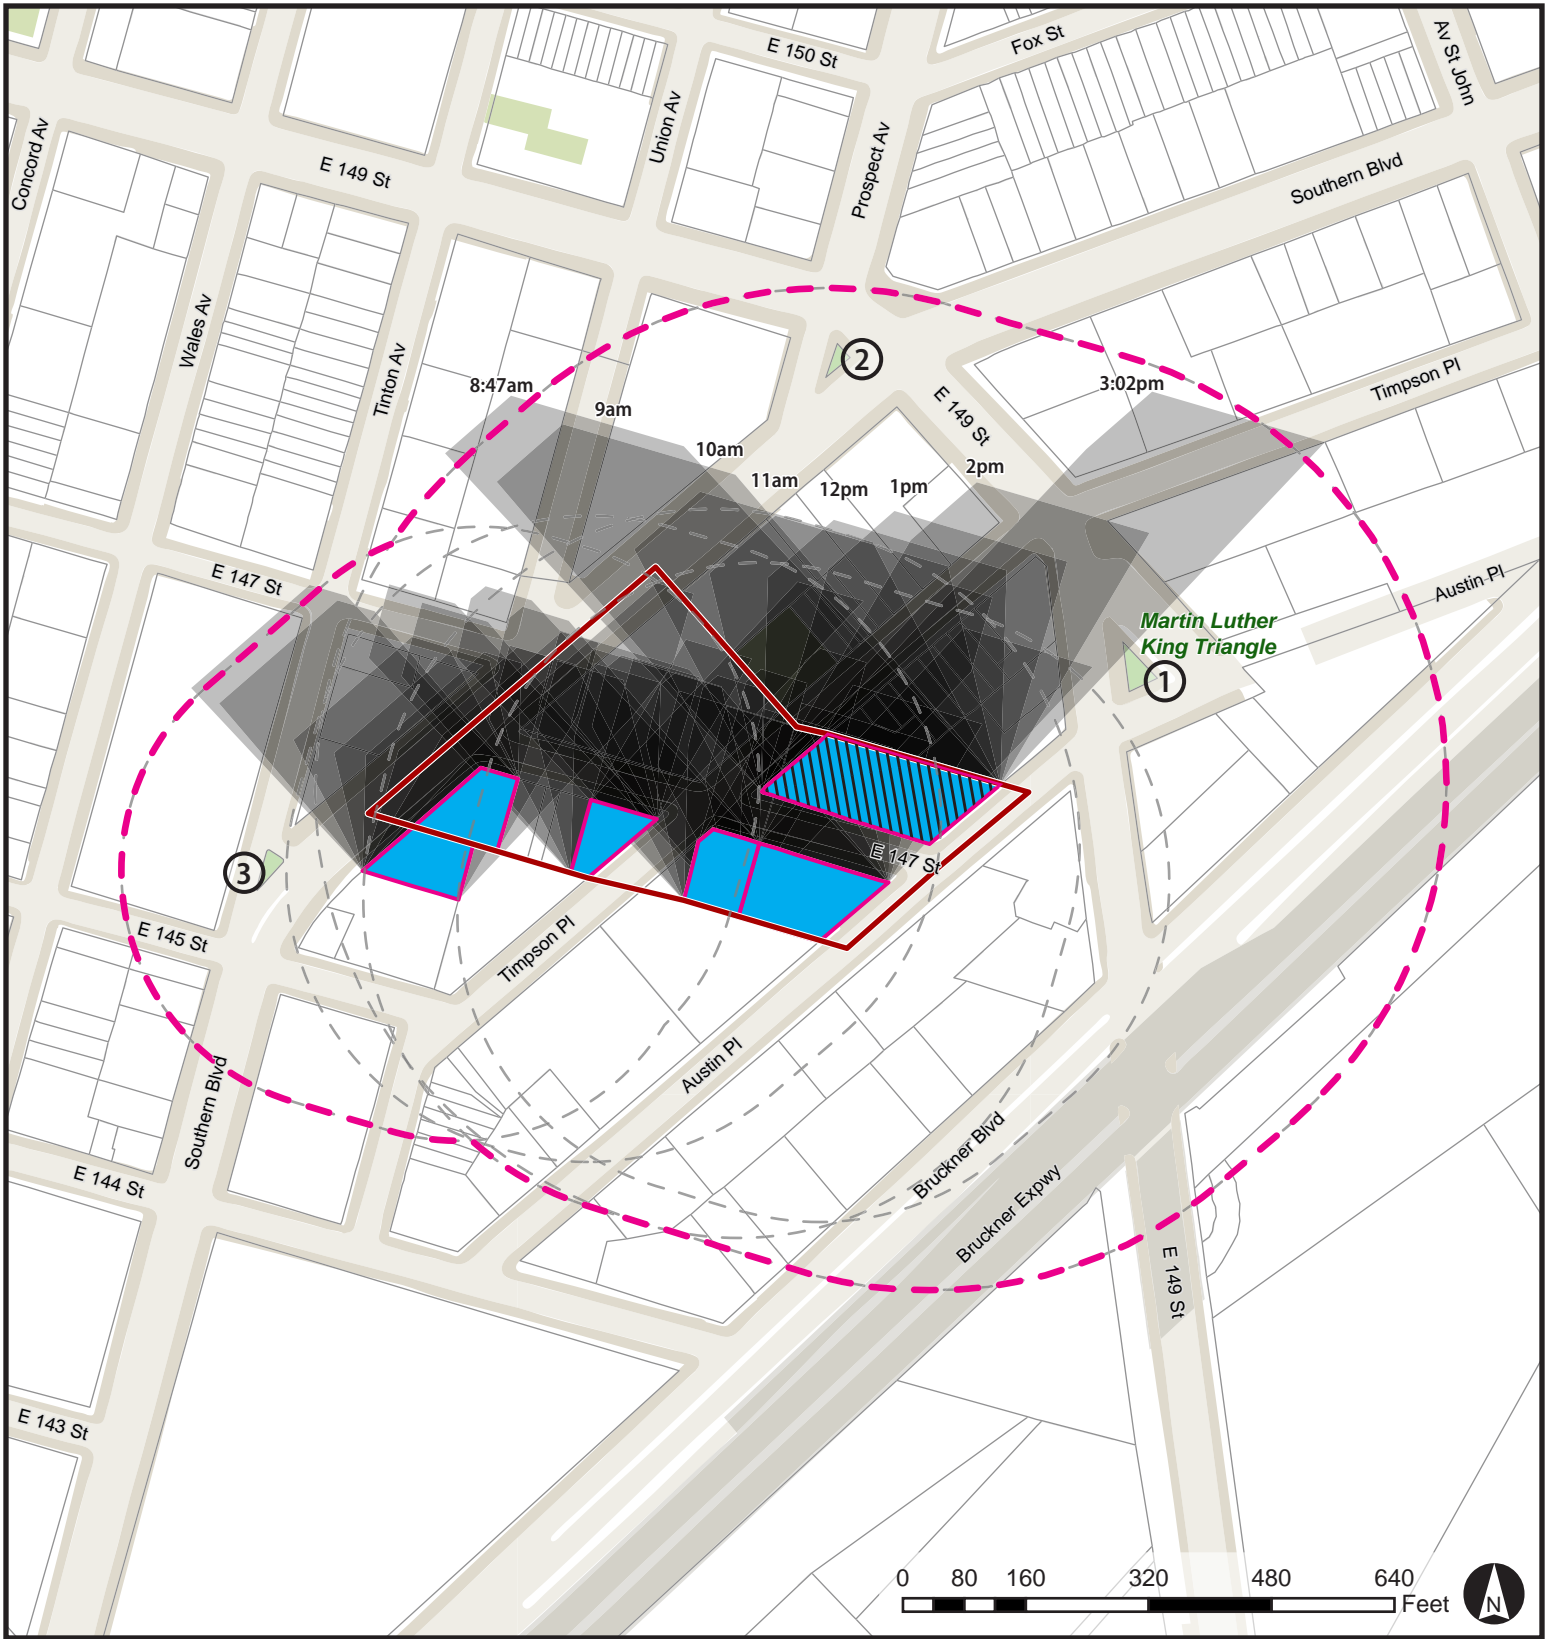 E 150 St
Fox St
Av St John
Concord Av
Union Av
Prospect Av
E 149 St
Southern Blvd
Wales Av
Tinton Av
2
8:47am
9am
3:02pm
Timpson Pl
E 149 St
10am
11am
12pm
1pm
2pm
E 147 St
Austin Pl
Martin Luther
King Triangle
1
3
E 147 St
E 145 St
Timpson Pl
Austin Pl
Southern Blvd
Bruckner Blvd
Bruckner Expwy
E 144 St
E 149 St
E 143 St
0 80 160 320 480 640
Feet
N